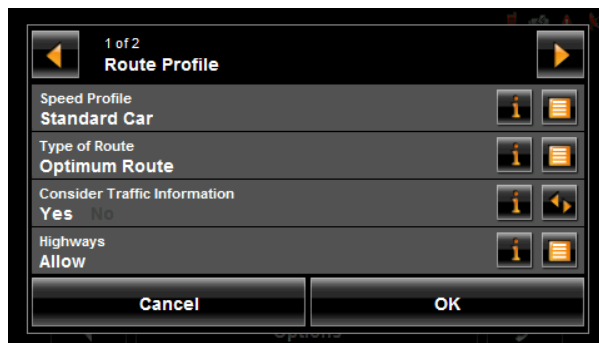 1 of 2
Route Profile
Speed Profile
Standard Car
Type of Route
Optimum Route
Consider Traffic Information
Yes No
Highways
Allow
Cancel OK
Options